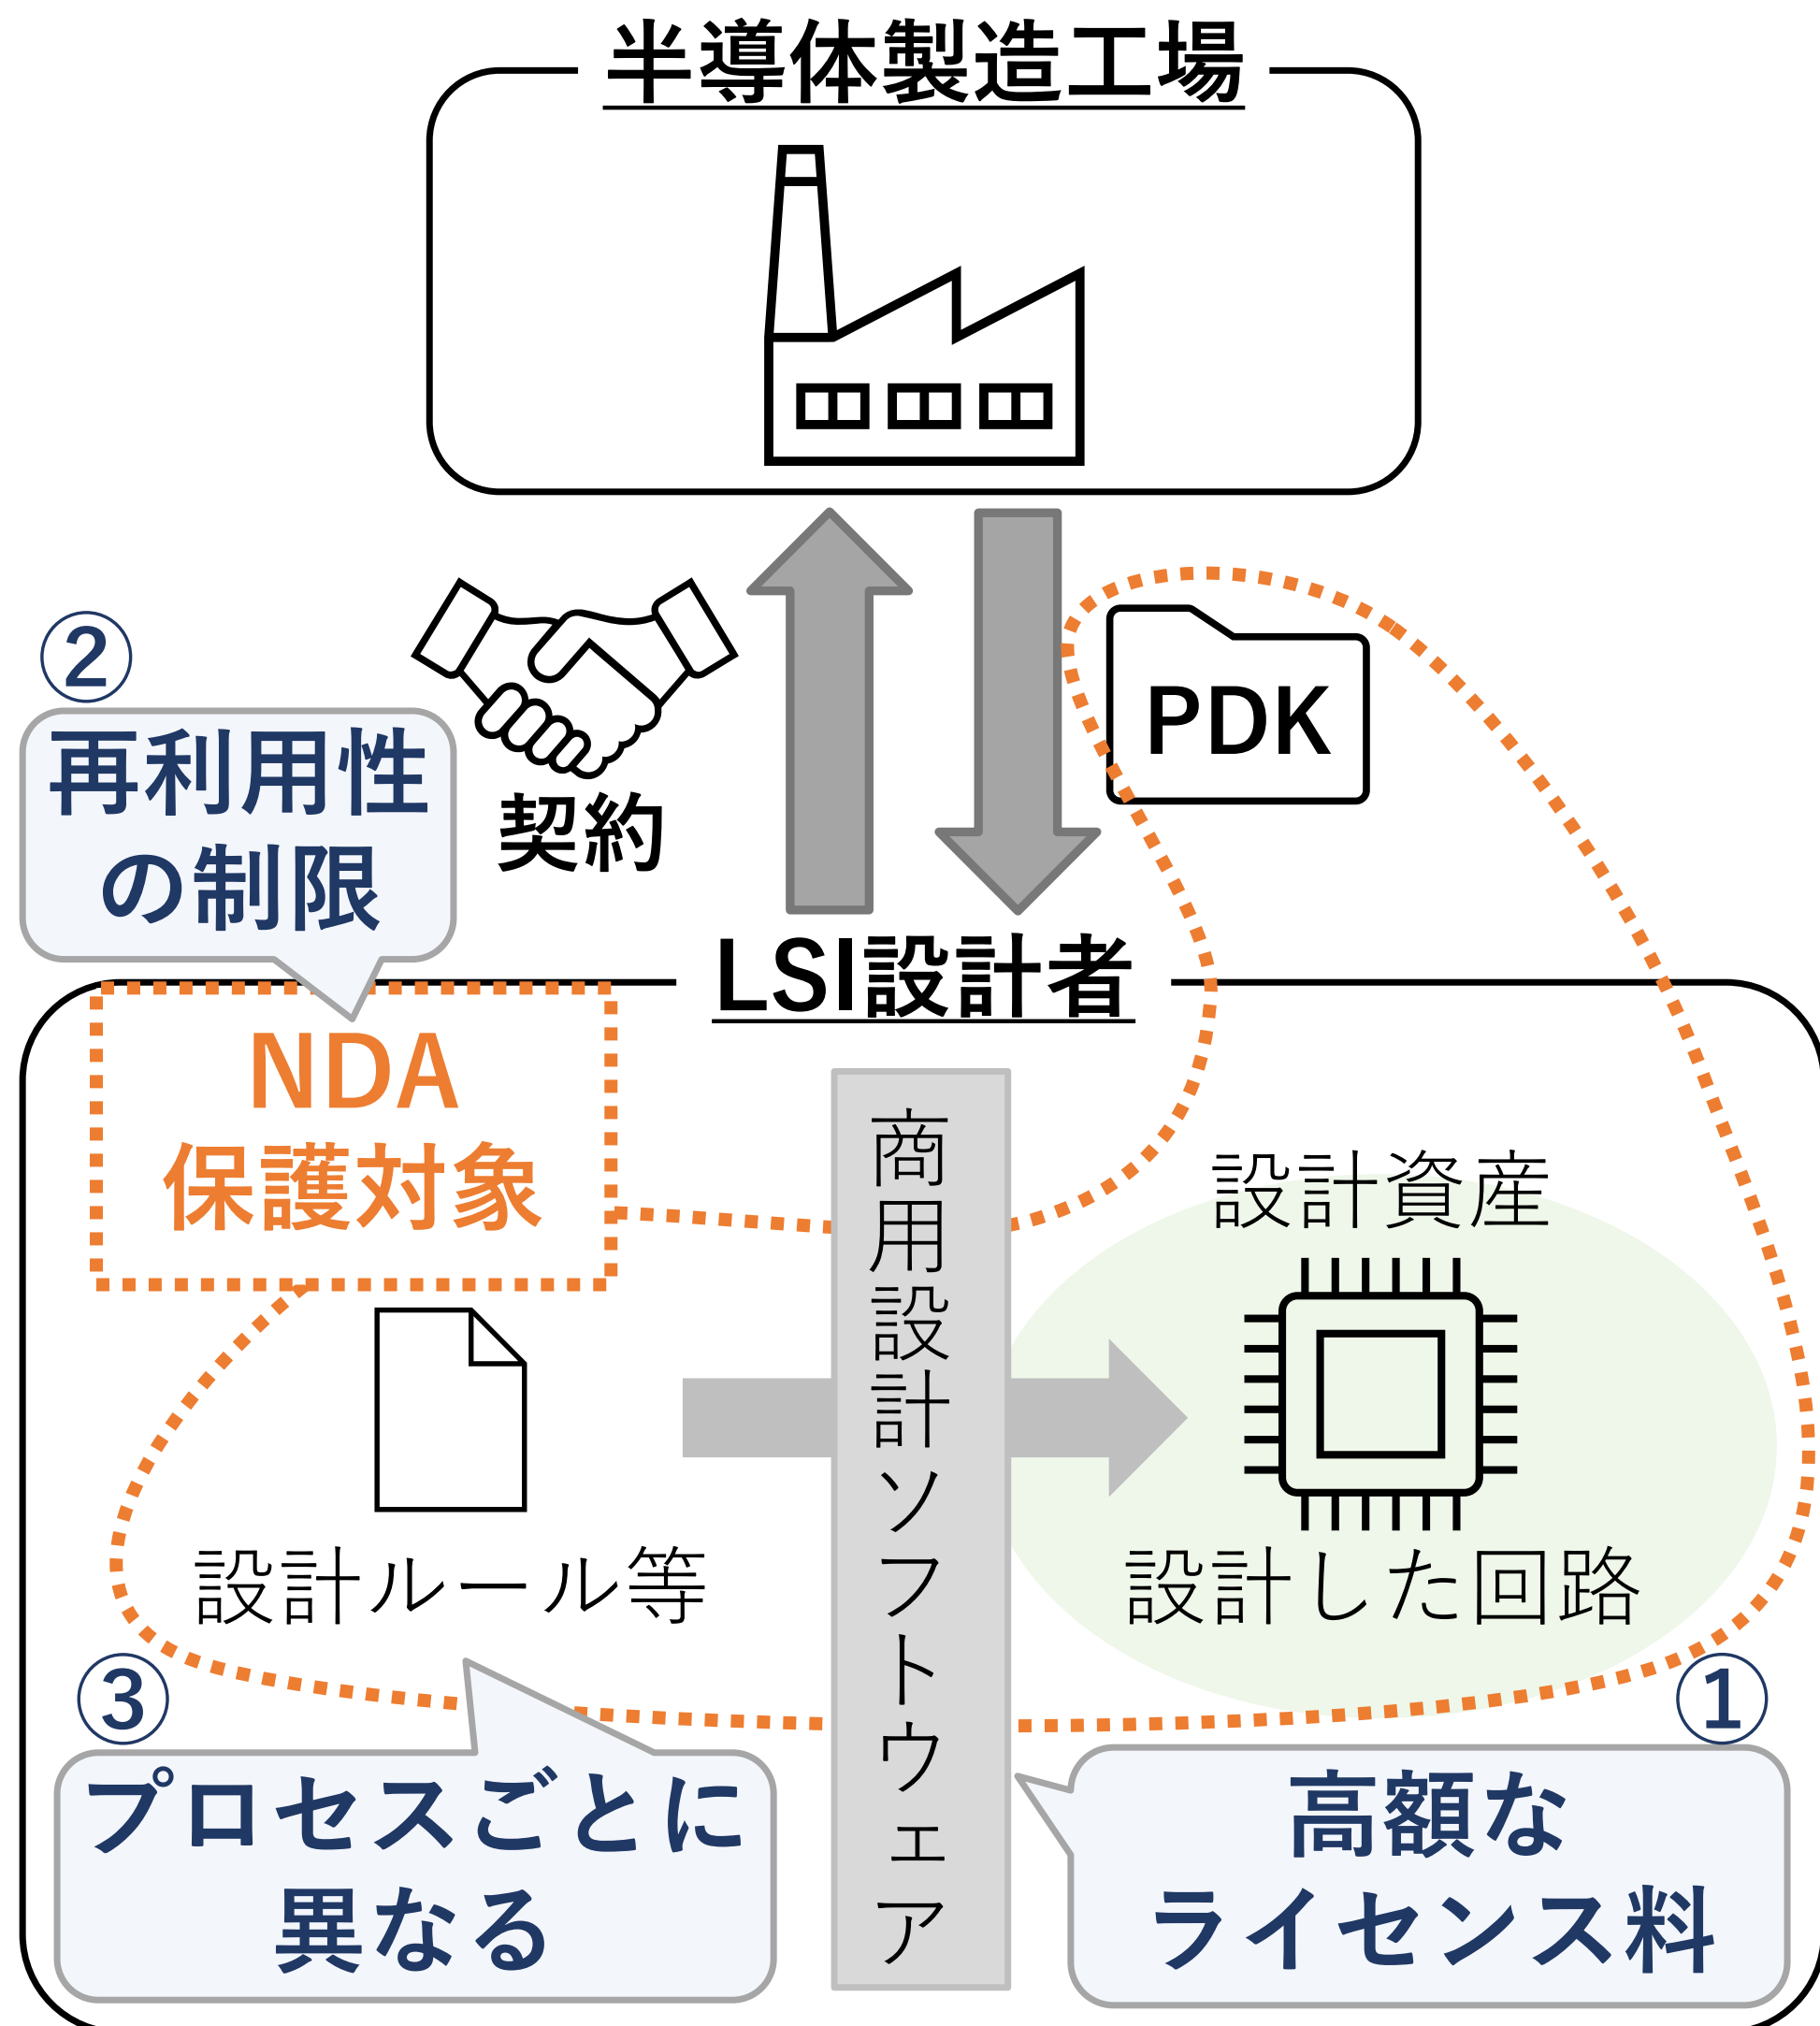 半導体製造工場
契約
PDK
②
再利用性
の制限
LSI設計者
NDA
保護対象
商用設計ソフトウェア
設計資産
設計ルール等
設計した回路
③
プロセスごとに
異なる
①
高額な
ライセンス料